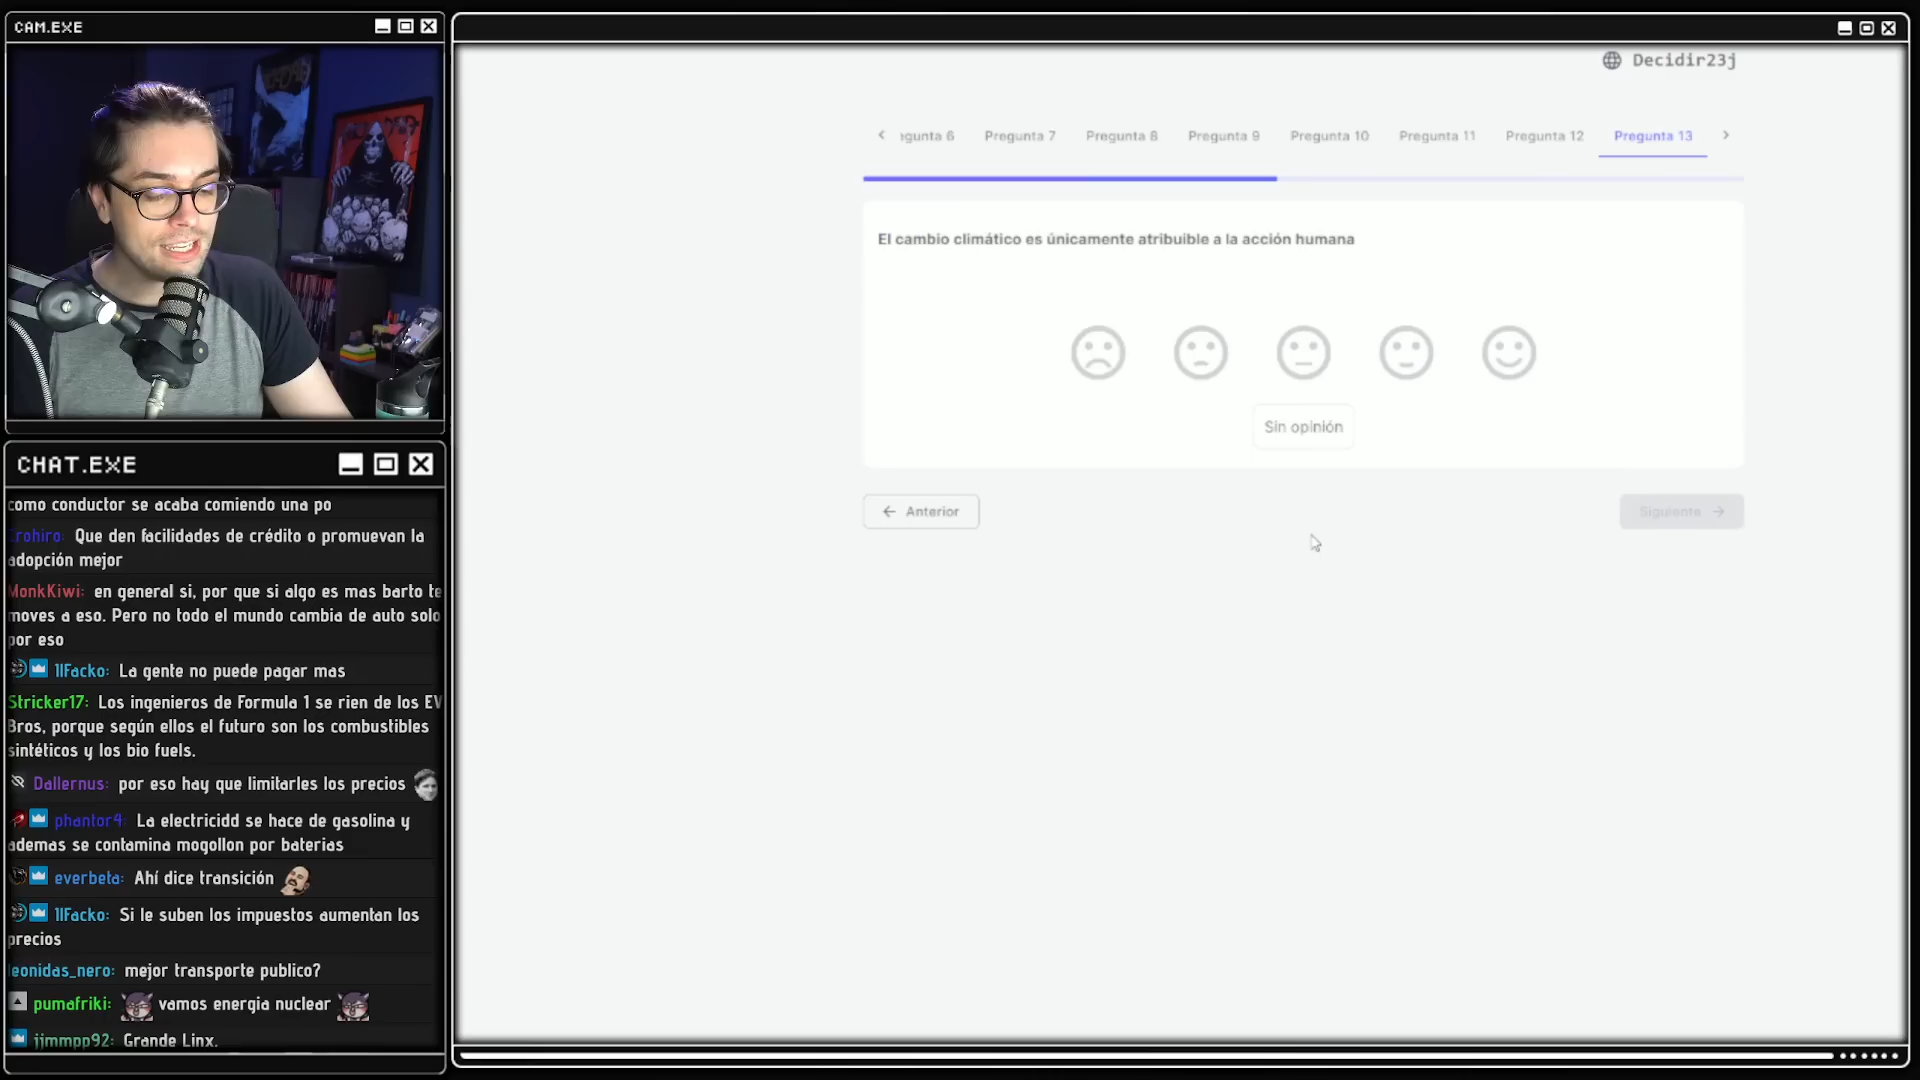 CAM.EXE
Decidir23j
Pregunta 7
Pregunta 8
Pregunta 9
Pregunta 10
Pregunta 11
Pregunta 12
Pregunta 13
El cambio climático es únicamente atribuible a la acción humana
Sin opinión
Anterior
Siguiente
CHAT.EXE
como conductor se acaba comiendo una po
Erohiro: Que den facilidades de crédito o promuevan la
adopción mejor
MonkKiwi: en general si, por que si algo es mas barto te
moves a eso. Pero no todo el mundo cambia de auto solo
por eso
11Facko: La gente no puede pagar mas
Stricker17: Los ingenieros de Formula 1 se rien de los EV
Bros, porque según ellos el futuro son los combustibles
sintéticos y los bio fuels.
Dallernus: por eso hay que limitarles los precios
phantor4: La electricidd se hace de gasolina y
ademas se contamina mogollon por baterias
everbeta: Ahí dice transición
11Facko: Si le suben los impuestos aumentan los
precios
leonidas_nero: mejor transporte publico?
pumafriki: vamos energia nuclear
jjmmpp92: Grande Linx.